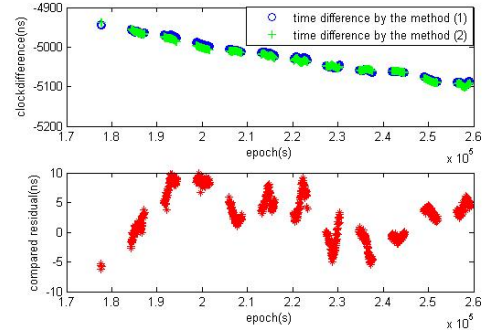 -4900
-5000
-5100
-5200
clockdifference(ns)
time difference by the method (1)
time difference by the method (2)
1.7 1.8 1.9 2 2.1 2.2 2.3 2.4 2.5 2.6
epoch(s)
x 10^5
10
5
0
-5
-10
compared residual(ns)
1.7 1.8 1.9 2 2.1 2.2 2.3 2.4 2.5 2.6
epoch(s)
x 10^5